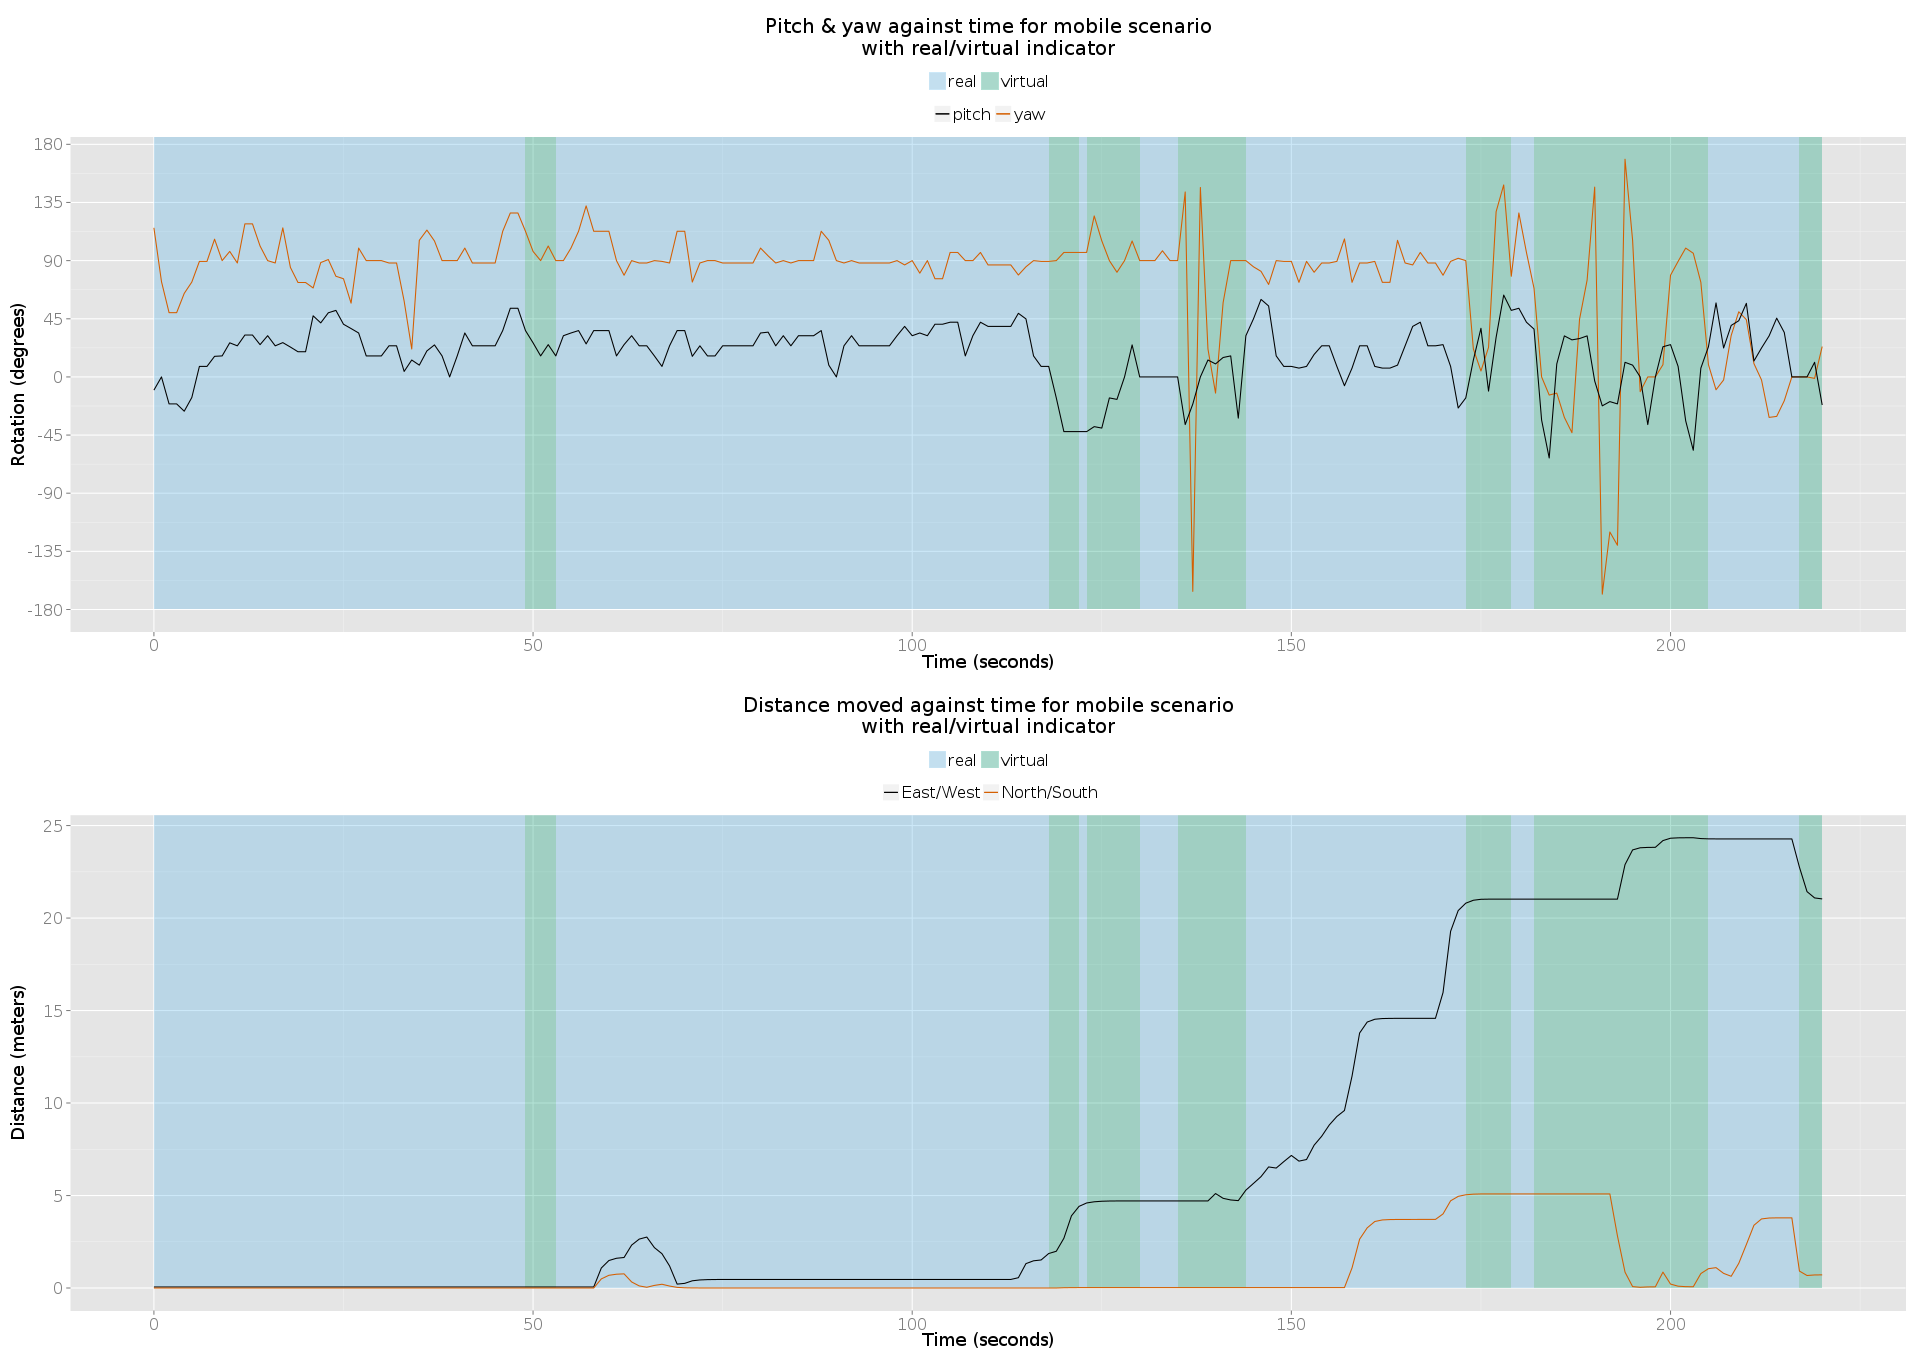 Pitch & yaw against time for mobile scenario
with real/virtual indicator
real virtual
pitch yaw
180
135
90
45
0
-45
-90
-135
-180
Rotation (degrees)
0 50 100 150 200
Time (seconds)
Distance moved against time for mobile scenario
with real/virtual indicator
real virtual
East/West North/South
25
20
15
10
5
0
Distance (meters)
0 50 100 150 200
Time (seconds)